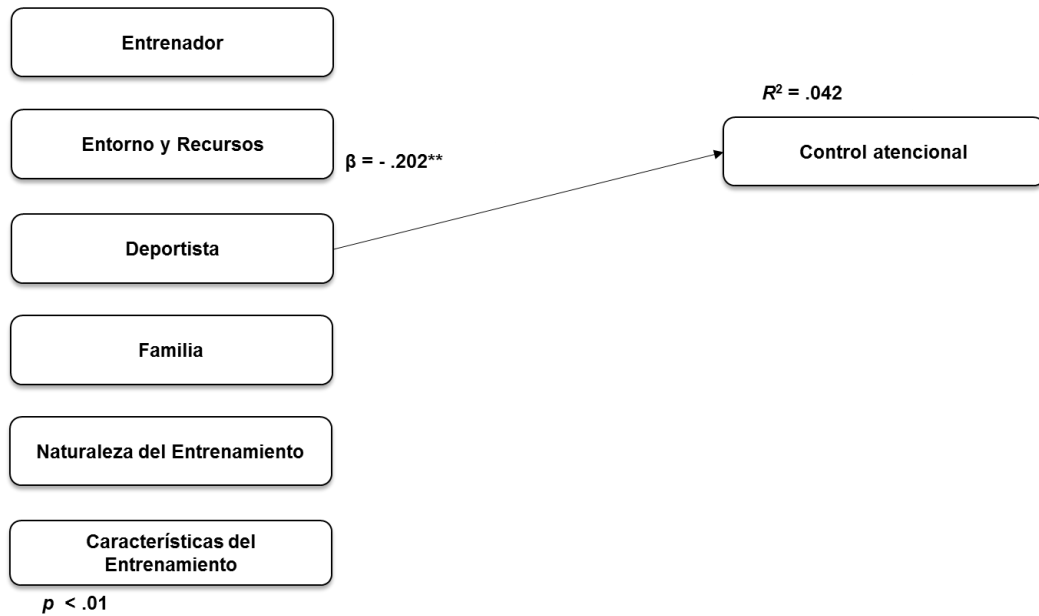 Entrenador
R² = .042
Entorno y Recursos
Control atencional
β = - .202**
Deportista
Familia
Naturaleza del Entrenamiento
Características del
Entrenamiento
p < .01